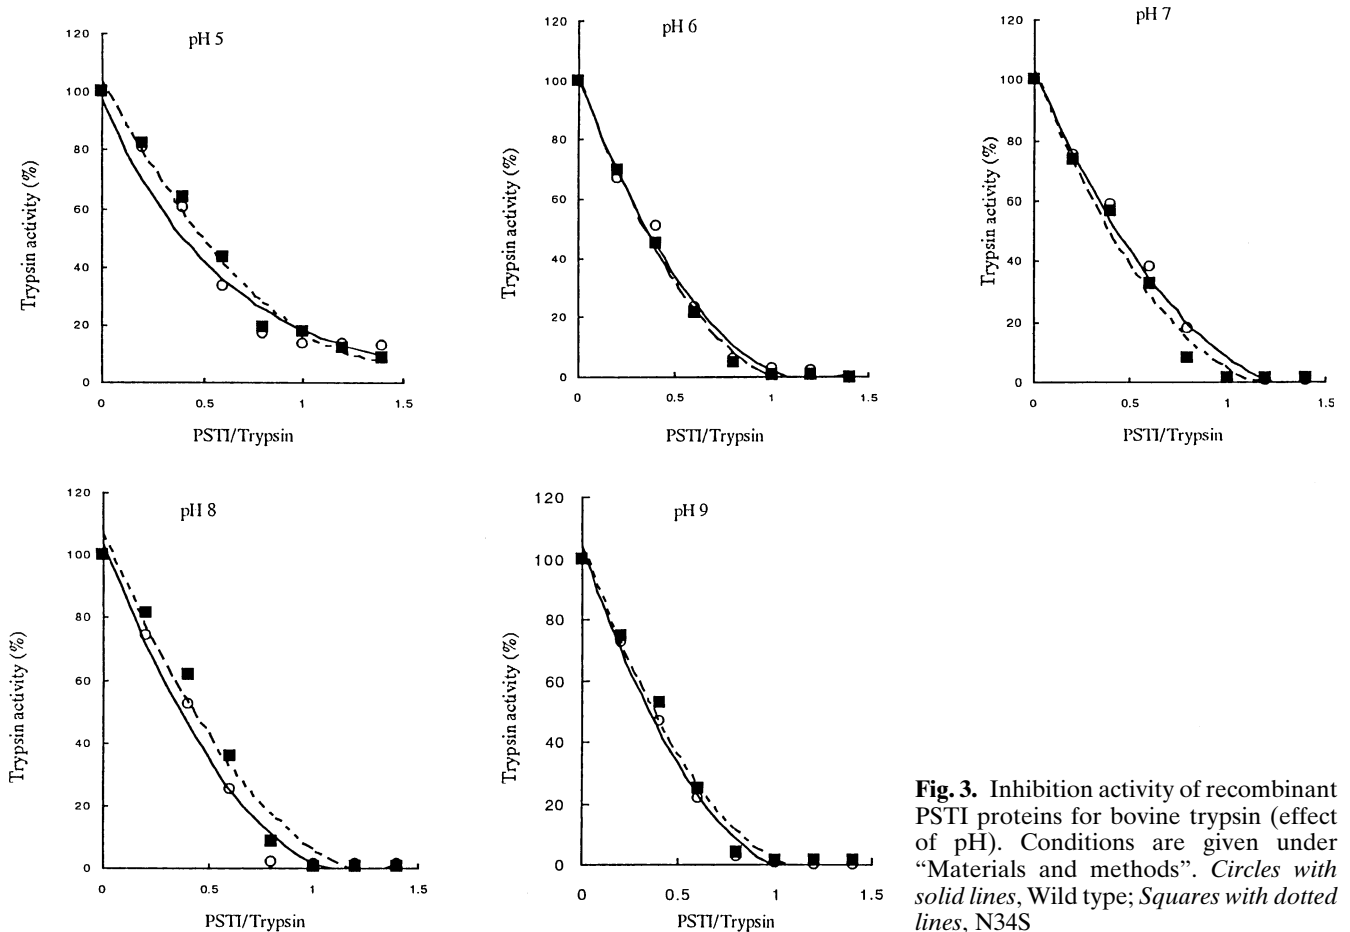 pH 5
120
100
80
60
40
20
0
Trypsin activity (%)
0 0.5 1 1.5
PSTI/Trypsin
pH 6
120
100
80
60
40
20
0
Trypsin activity (%)
0 0.5 1 1.5
PSTI/Trypsin
pH 7
120
100
80
60
40
20
0
Trypsin activity (%)
0 0.5 1 1.5
PSTI/Trypsin
pH 8
120
100
80
60
40
20
0
Trypsin activity (%)
0 0.5 1 1.5
PSTI/Trypsin
pH 9
120
100
80
60
40
20
0
Trypsin activity (%)
0 0.5 1 1.5
PSTI/Trypsin
Fig. 3. Inhibition activity of recombinant
PSTI proteins for bovine trypsin (effect
of pH). Conditions are given under
“Materials and methods”. Circles with
solid lines, Wild type; Squares with dotted
lines, N34S